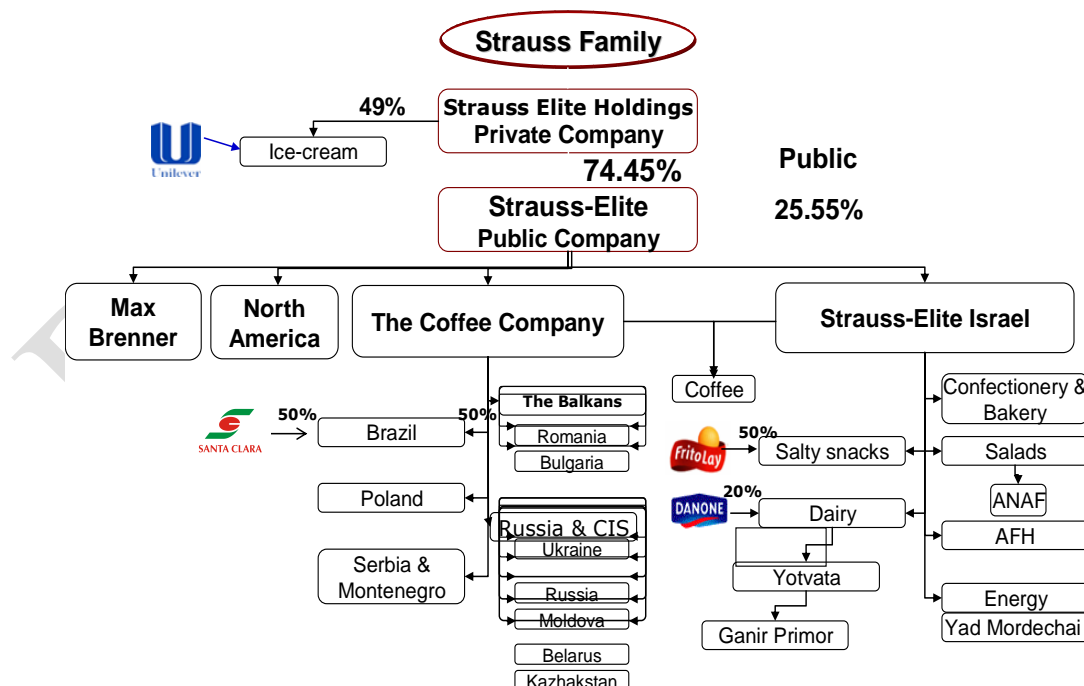 Strauss Family
49%
Strauss Elite Holdings
Private Company
Unilever
Ice-cream
74.45%
Public
25.55%
Strauss-Elite
Public Company
Max
Brenner
North
America
The Coffee Company
Strauss-Elite Israel
Coffee
Confectionery &
Bakery
The Balkans
50%
50%
SANTA CLARA
Brazil
Romania
Bulgaria
FritoLay
50%
Salty snacks
Salads
ANAF
Poland
Russia & CIS
Ukraine
DANONE
20%
Dairy
AFH
Serbia &
Montenegro
Russia
Moldova
Yotvata
Energy
Yad Mordechai
Ganir Primor
Belarus
Kazhakstan